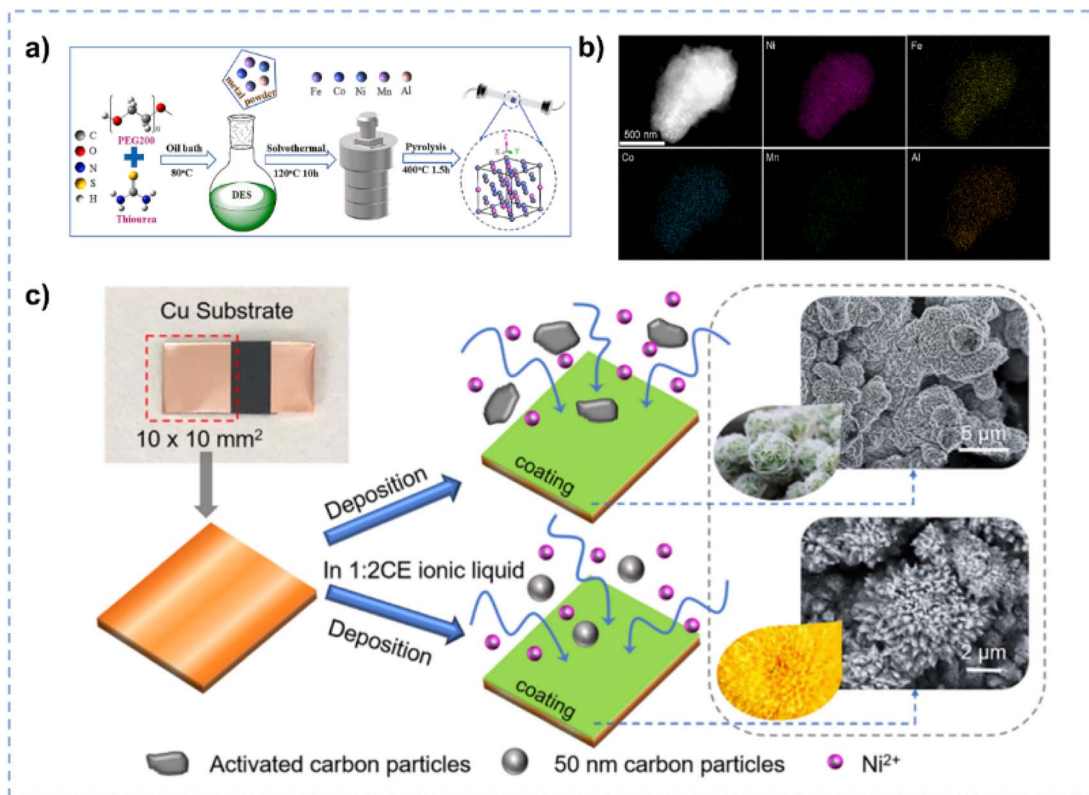 a)
metal
powder
Fe Co Ni Mn Al
C
O
N
S
H
n
PEG200
Thiourea
Oil bath
80°C
DES
Solvothermal
120°C 10h
Pyrolysis
400°C 1.5h
Z
X
Y
b)
Ni
Fe
500 nm
Co
Mn
Al
c)
Cu Substrate
10 x 10 mm²
Deposition
In 1:2CE ionic liquid
Deposition
coating
coating
5 µm
2 µm
Activated carbon particles
50 nm carbon particles
Ni²⁺